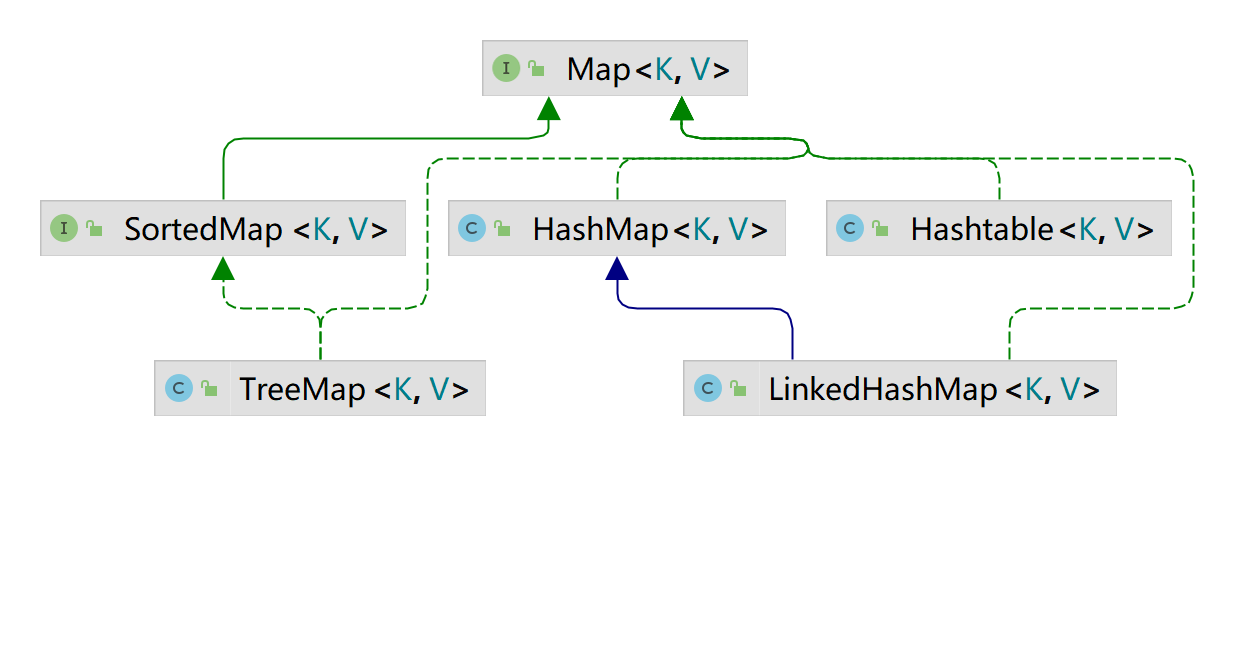 I Map<K, V>
I SortedMap <K, V>
C HashMap<K, V>
C Hashtable<K, V>
C TreeMap <K, V>
C LinkedHashMap <K, V>